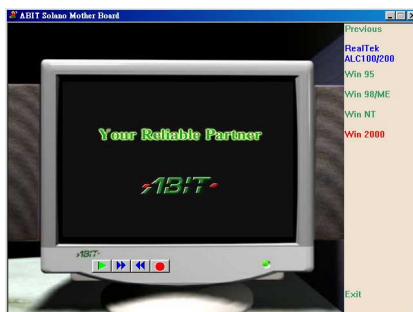 ABIT Solano Mother Board
Previous
RealTek
ALC100/200
Win 95
Win 98/ME
Win NT
Win 2000
Your Reliable Partner
ABIT
ABIT
Exit